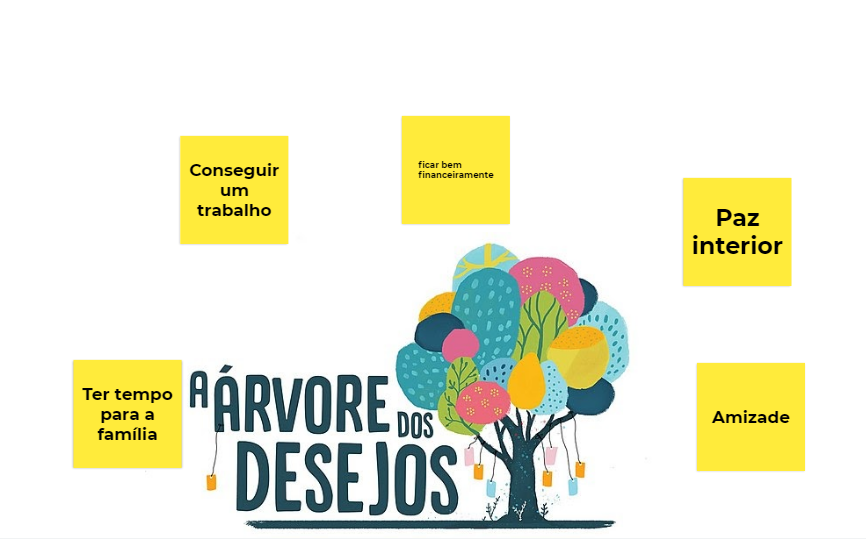 Conseguir
um
trabalho
ficar bem
financeiramente
Paz
interior
Ter tempo
para a
família
A ÁRVORE DOS
DESEJOS
Amizade